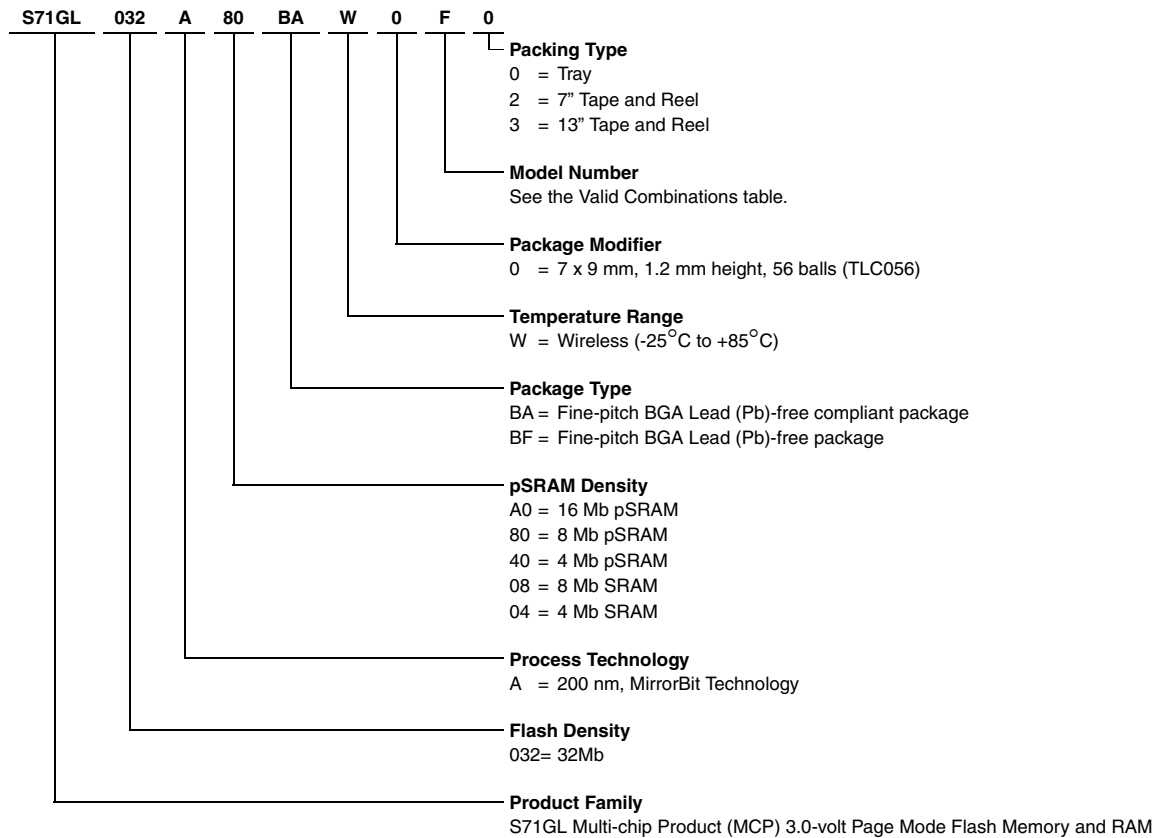 S71GL 032 A 80 BA W 0 F 0
Packing Type
0 = Tray
2 = 7” Tape and Reel
3 = 13” Tape and Reel
Model Number
See the Valid Combinations table.
Package Modifier
0 = 7 x 9 mm, 1.2 mm height, 56 balls (TLC056)
Temperature Range
W = Wireless (-25°C to +85°C)
Package Type
BA = Fine-pitch BGA Lead (Pb)-free compliant package
BF = Fine-pitch BGA Lead (Pb)-free package
pSRAM Density
A0 = 16 Mb pSRAM
80 = 8 Mb pSRAM
40 = 4 Mb pSRAM
08 = 8 Mb SRAM
04 = 4 Mb SRAM
Process Technology
A = 200 nm, MirrorBit Technology
Flash Density
032= 32Mb
Product Family
S71GL Multi-chip Product (MCP) 3.0-volt Page Mode Flash Memory and RAM